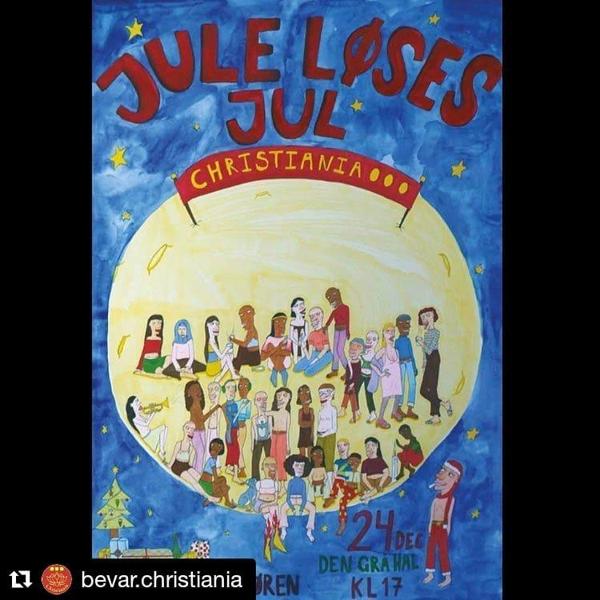 JULE LØSES
JUL
CHRISTIANIA
24 DEC
DEN GRÅ HAL
KL 17
bevar.christiania